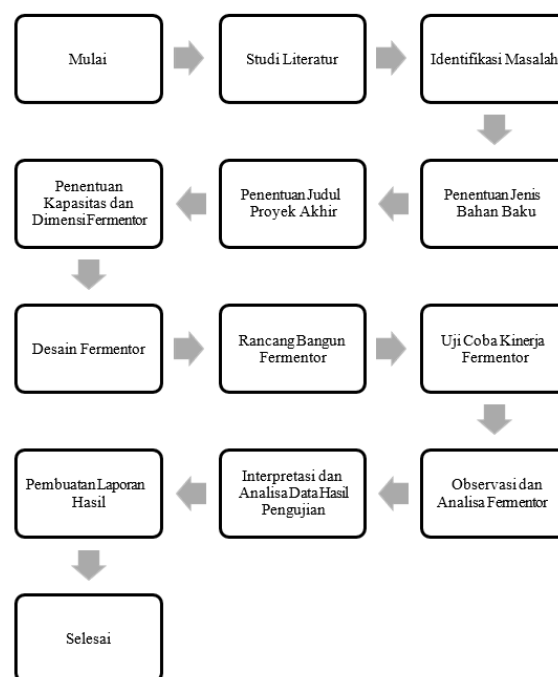 Mulai
Studi Literatur
Identifikasi Masalah
Penentuan Jenis
Bahan Baku
Penentuan Judul
Proyek Akhir
Penentuan
Kapasitas dan
Dimensi Fermentor
Desain Fermentor
Rancang Bangun
Fermentor
Uji Coba Kinerja
Fermentor
Observasi dan
Analisa Fermentor
Interpretasi dan
Analisa Data Hasil
Pengujian
Pembuatan Laporan
Hasil
Selesai